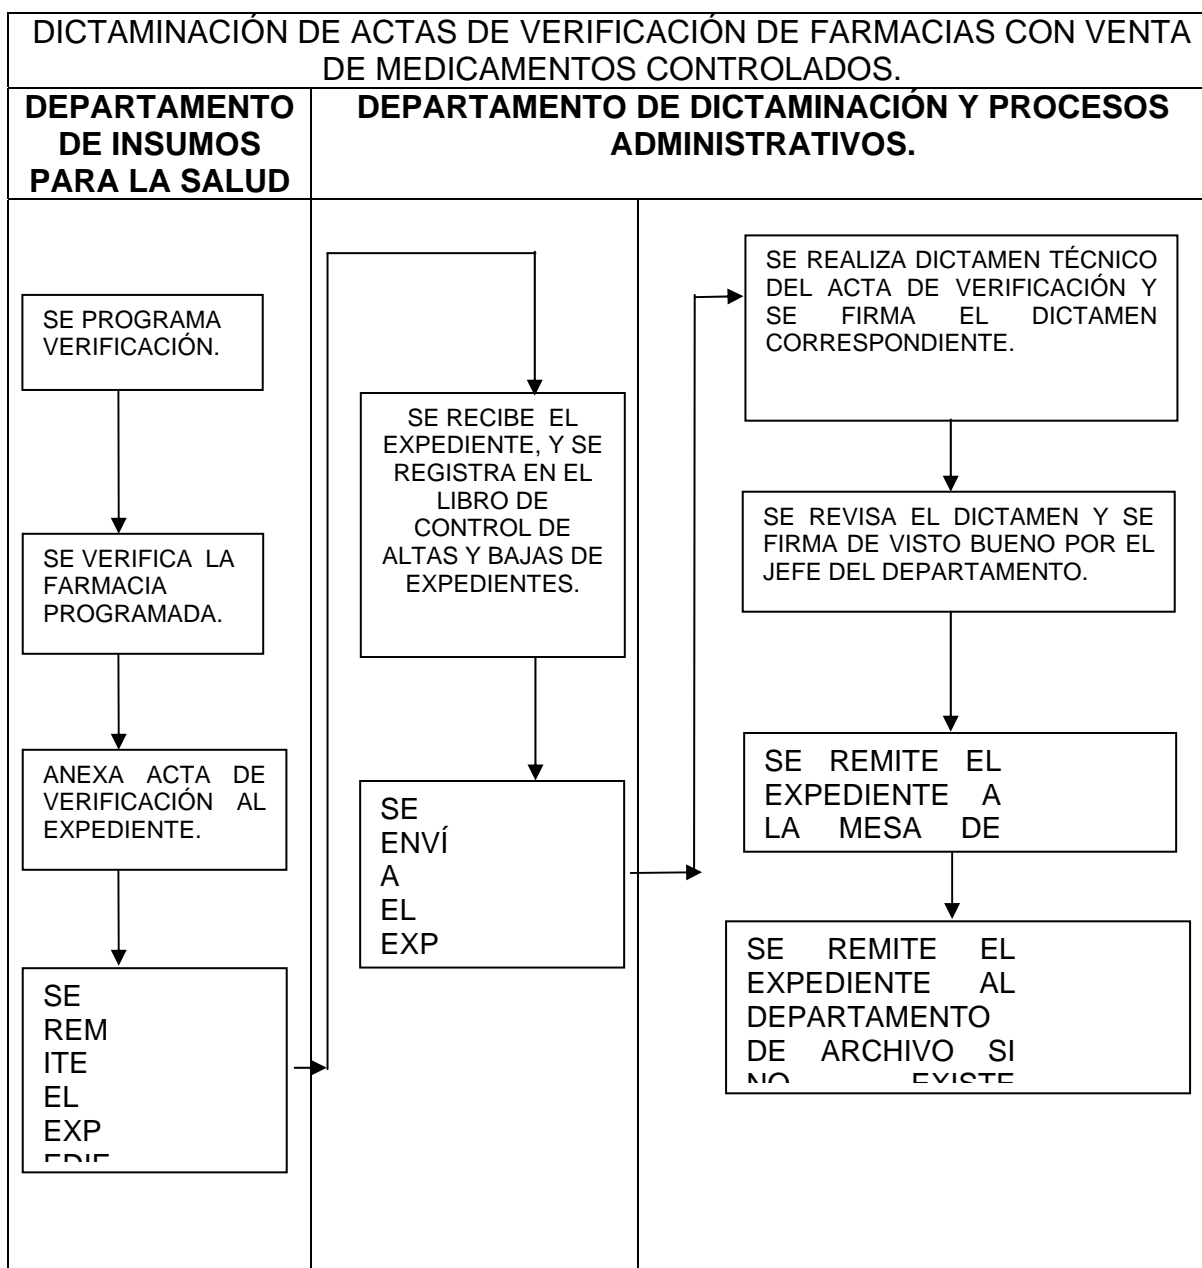 DICTAMINACIÓN DE ACTAS DE VERIFICACIÓN DE FARMACIAS CON VENTA
DE MEDICAMENTOS CONTROLADOS.
DEPARTAMENTO
DE INSUMOS
PARA LA SALUD
DEPARTAMENTO DE DICTAMINACIÓN Y PROCESOS
ADMINISTRATIVOS.
SE PROGRAMA
VERIFICACIÓN.
SE VERIFICA LA
FARMACIA
PROGRAMADA.
ANEXA ACTA DE
VERIFICACIÓN AL
EXPEDIENTE.
SE
REM
ITE
EL
EXP
EDIE
SE RECIBE EL
EXPEDIENTE, Y SE
REGISTRA EN EL
LIBRO DE
CONTROL DE
ALTAS Y BAJAS DE
EXPEDIENTES.
SE
ENVÍ
A
EL
EXP
SE REALIZA DICTAMEN TÉCNICO
DEL ACTA DE VERIFICACIÓN Y
SE FIRMA EL DICTAMEN
CORRESPONDIENTE.
SE REVISA EL DICTAMEN Y SE
FIRMA DE VISTO BUENO POR EL
JEFE DEL DEPARTAMENTO.
SE REMITE EL
EXPEDIENTE A
LA MESA DE
SE REMITE EL
EXPEDIENTE AL
DEPARTAMENTO
DE ARCHIVO SI
NO EXISTE